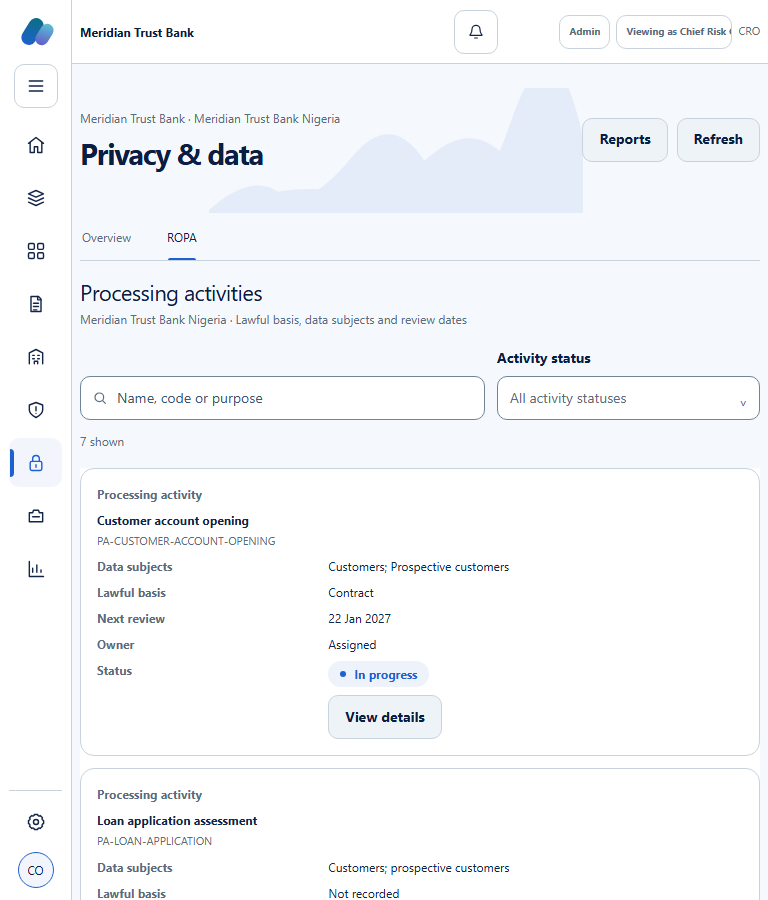 Meridian Trust Bank
Admin
Viewing as Chief Risk
CRO
Meridian Trust Bank · Meridian Trust Bank Nigeria
Privacy & data
Reports
Refresh
Overview
ROPA
Processing activities
Meridian Trust Bank Nigeria · Lawful basis, data subjects and review dates
Activity status
Name, code or purpose
All activity statuses
7 shown
Processing activity
Customer account opening
PA-CUSTOMER-ACCOUNT-OPENING
Data subjects Customers; Prospective customers
Lawful basis Contract
Next review 22 Jan 2027
Owner Assigned
Status In progress
View details
Processing activity
Loan application assessment
PA-LOAN-APPLICATION
Data subjects Customers; prospective customers
Lawful basis Not recorded
CO